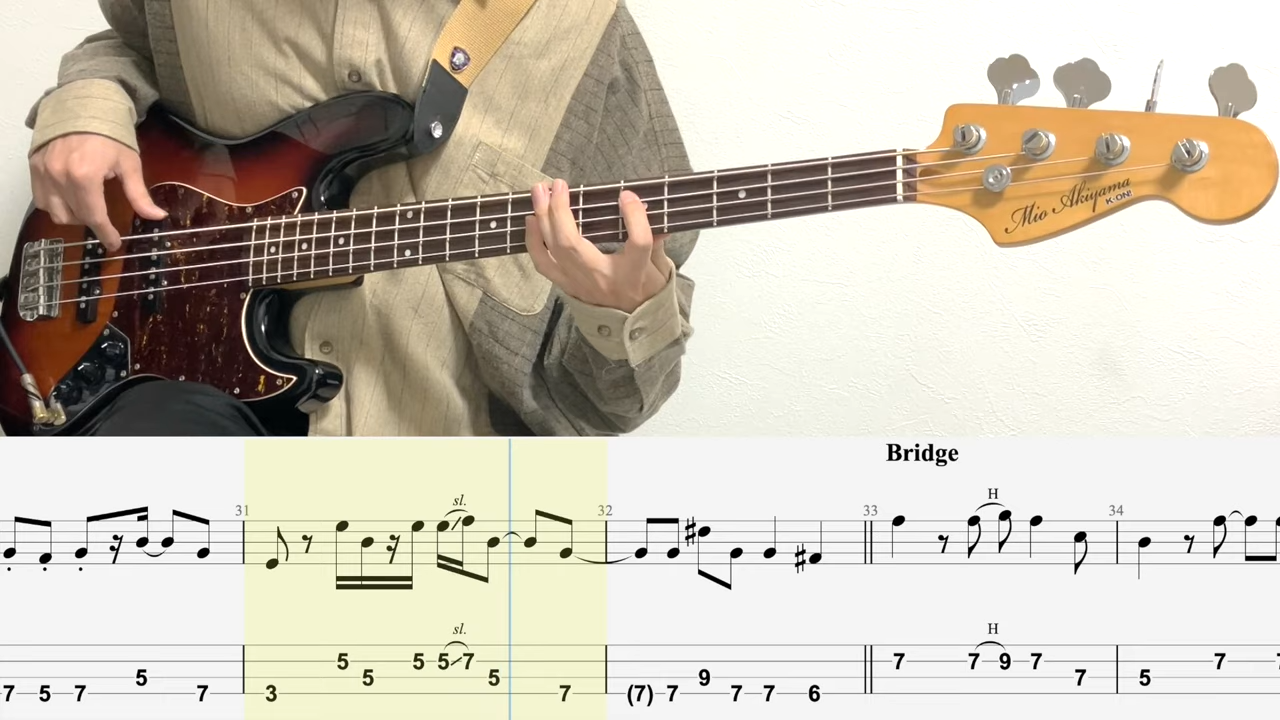 Mio Akiyama
K-ON!
Bridge
31
sl.
32
33
H
34
sl.
H
7 5 7 5 7
3 5 5 5 5 7 5 7
(7) 7 9 7 7 6
7 7 9 7 7
5 7 7